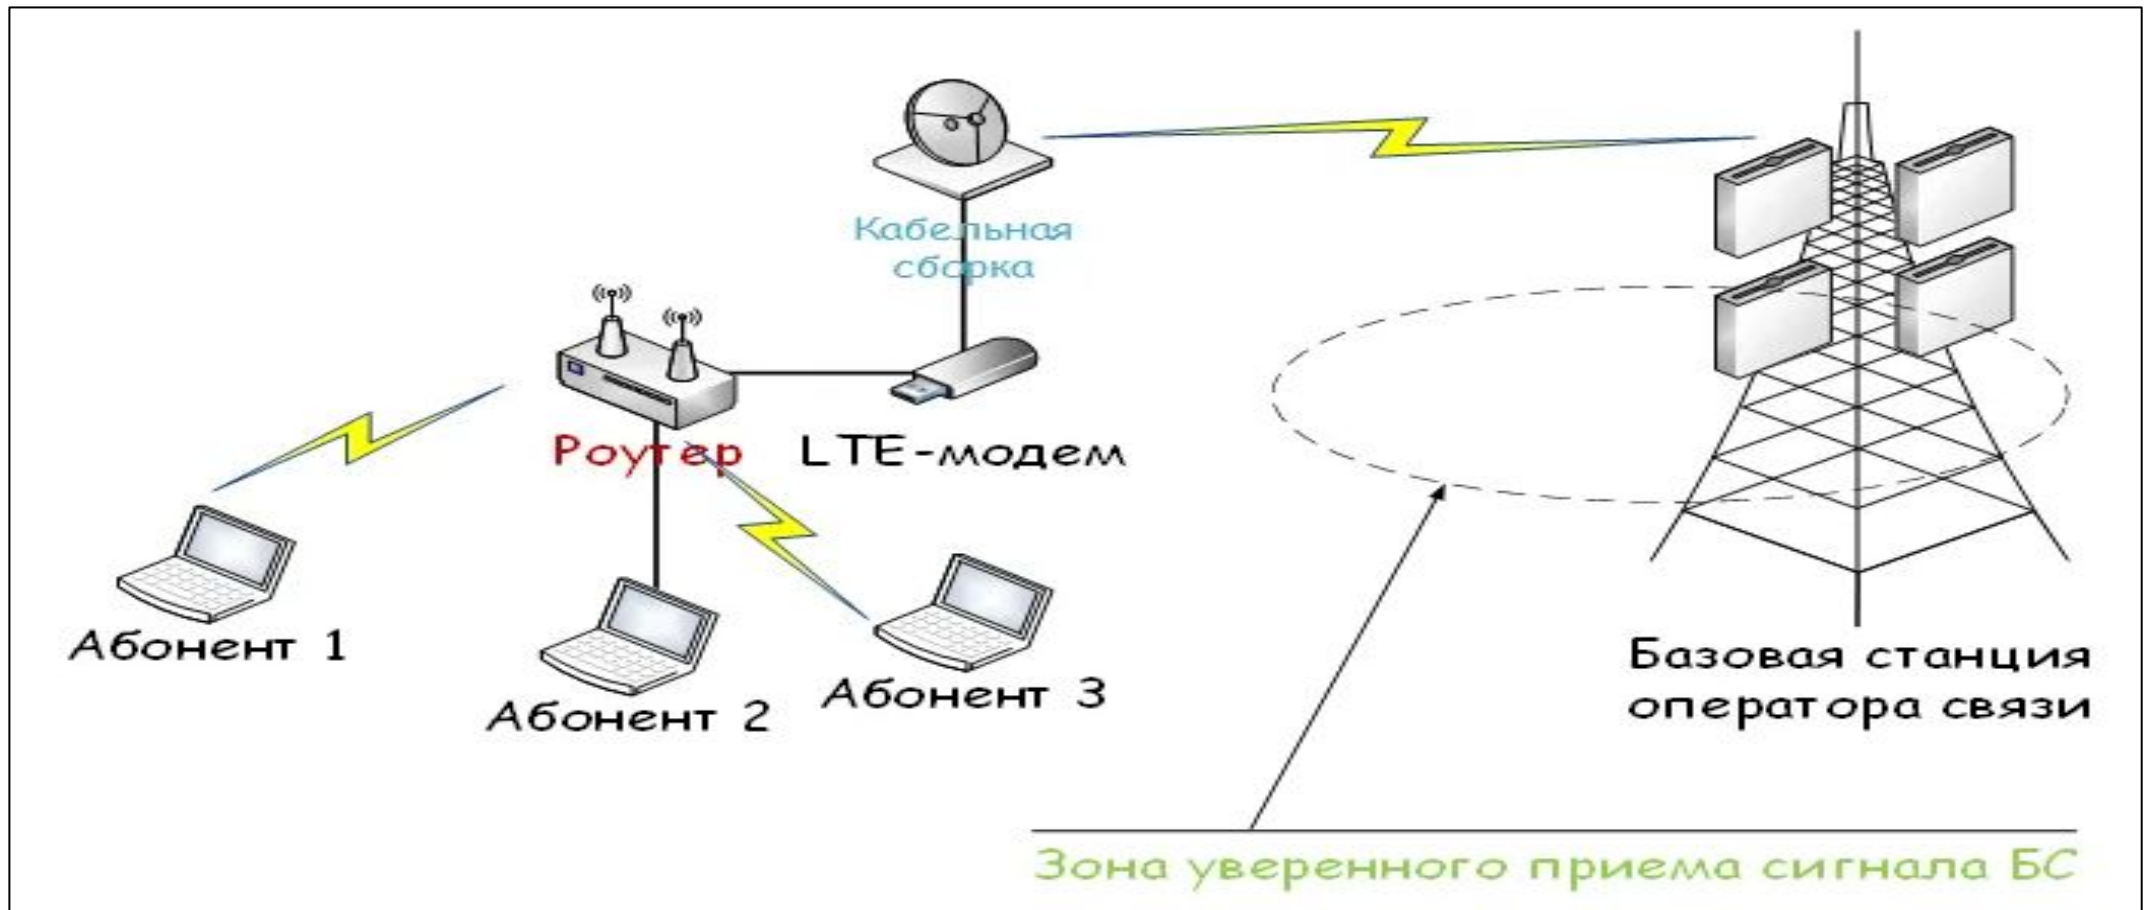 Кабельная
сборка
Роутер
LTE-модем
Абонент 1
Абонент 2
Абонент 3
Базовая станция
оператора связи
Зона уверенного приема сигнала БС